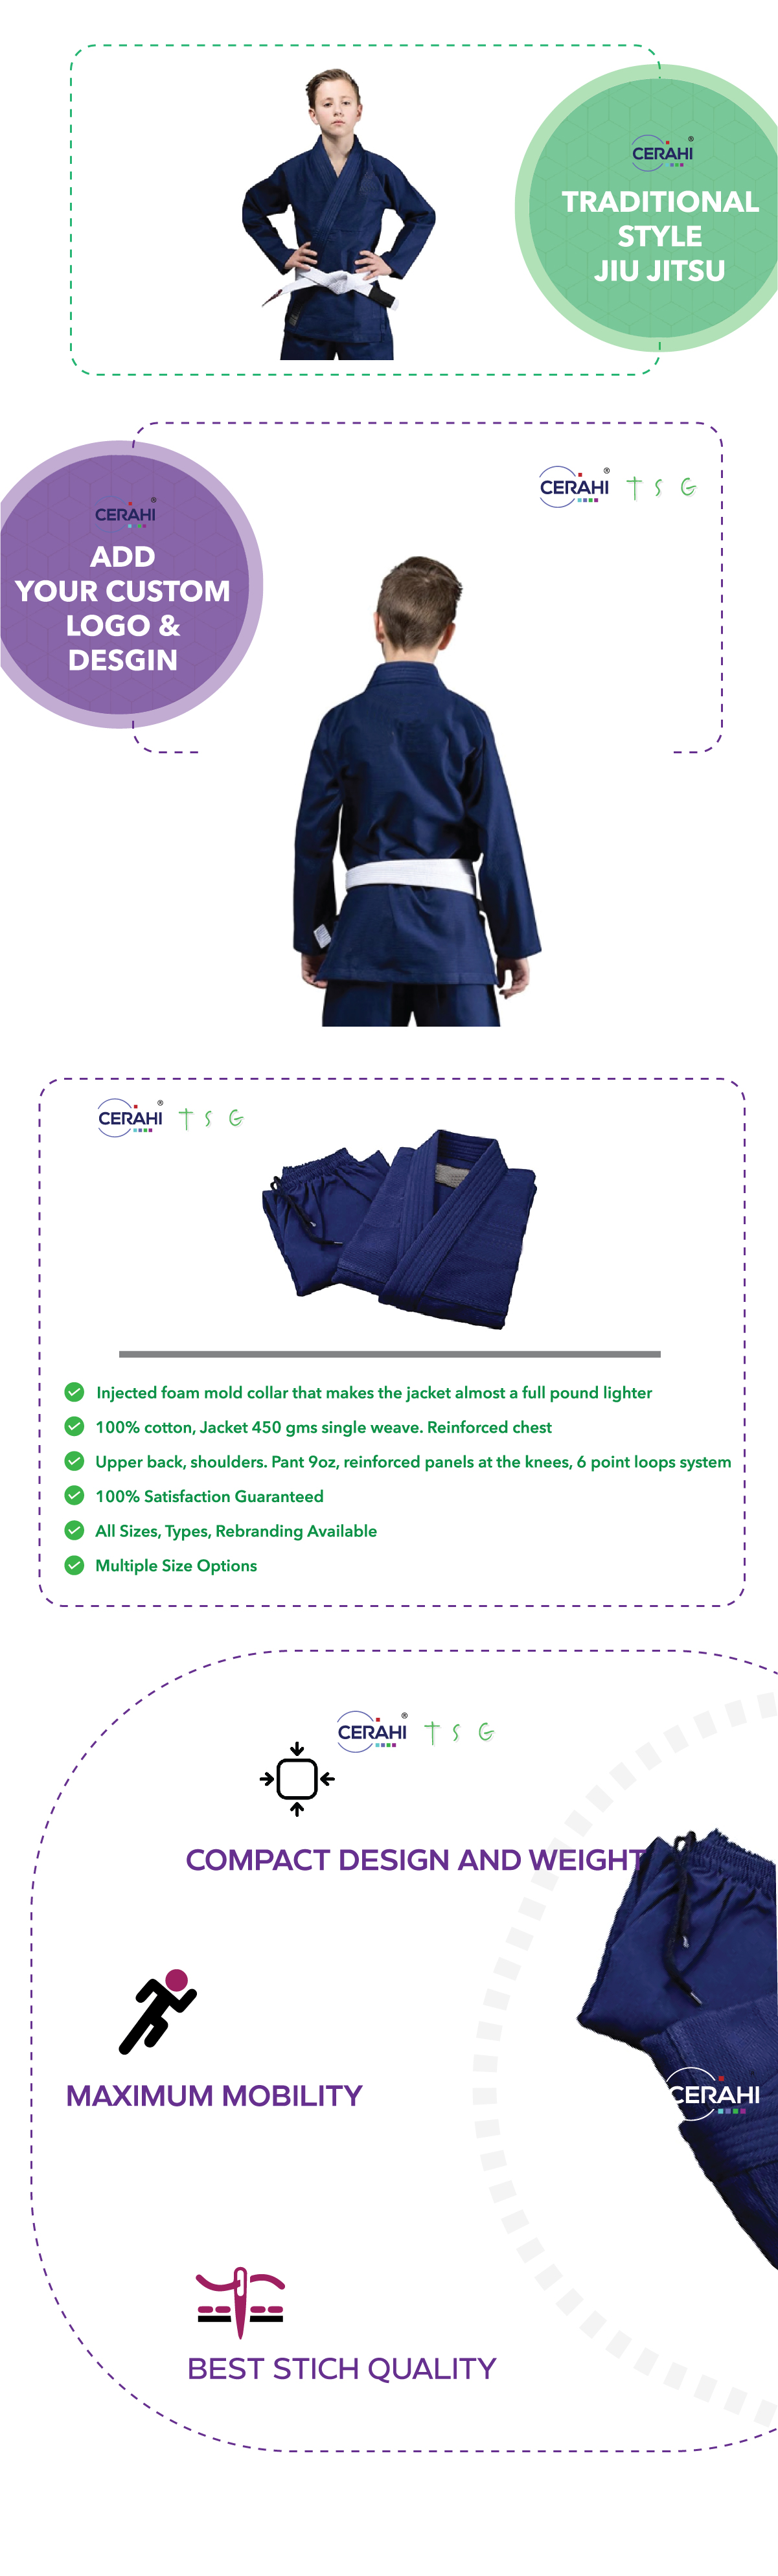 CERAHI ®
TRADITIONAL
STYLE
JIU JITSU
CERAHI ® T S G
CERAHI ®
ADD
YOUR CUSTOM
LOGO &
DESGIN
CERAHI ® T S G
Injected foam mold collar that makes the jacket almost a full pound lighter
100% cotton, Jacket 450 gms single weave. Reinforced chest
Upper back, shoulders. Pant 9oz, reinforced panels at the knees, 6 point loops system
100% Satisfaction Guaranteed
All Sizes, Types, Rebranding Available
Multiple Size Options
CERAHI ® T S G
COMPACT DESIGN AND WEIGHT
MAXIMUM MOBILITY
CERAHI
BEST STICH QUALITY